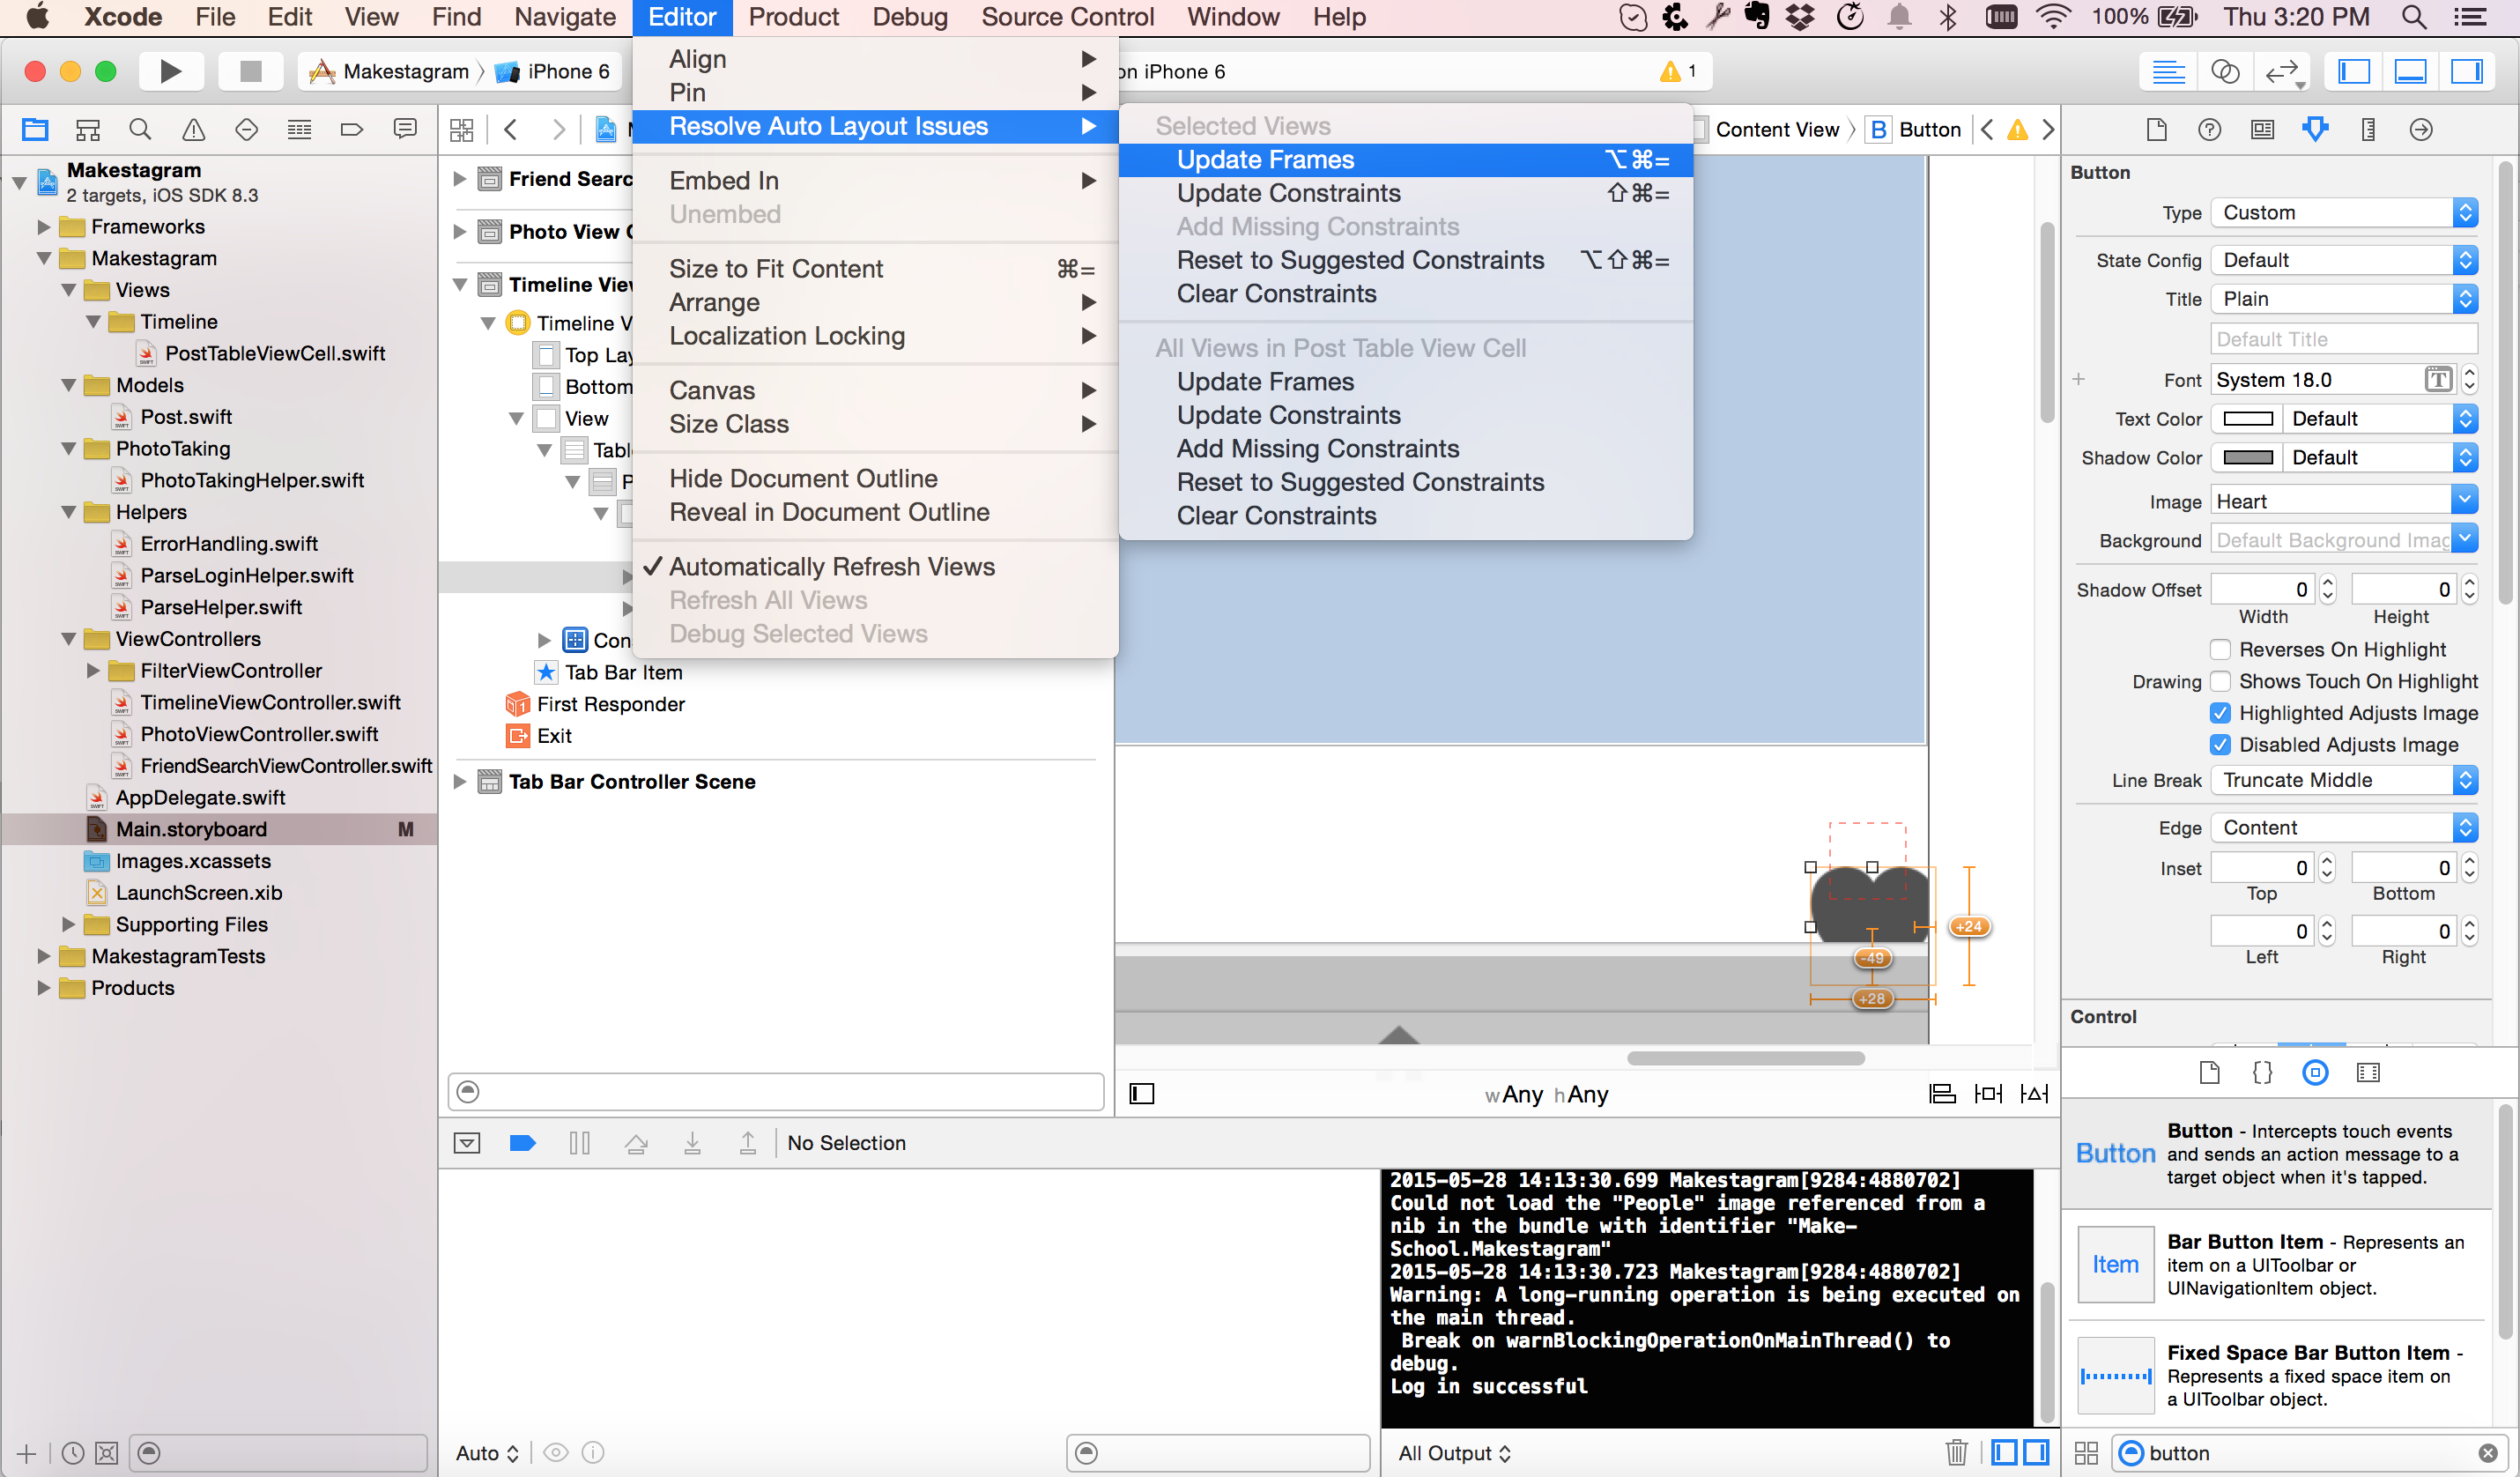 Xcode File Edit View Find Navigate Editor Product Debug Source Control Window Help 100% Thu 3:20 PM
Makestagram iPhone 6
on iPhone 6
1
Align
Pin
Resolve Auto Layout Issues
Embed In
Unembed
Size to Fit Content ⌘=
Arrange
Localization Locking
Canvas
Size Class
Hide Document Outline
Reveal in Document Outline
✓ Automatically Refresh Views
Refresh All Views
Debug Selected Views
Selected Views
Update Frames ⌥⌘=
Update Constraints ⇧⌘=
Add Missing Constraints
Reset to Suggested Constraints ⌥⇧⌘=
Clear Constraints
All Views in Post Table View Cell
Update Frames
Update Constraints
Add Missing Constraints
Reset to Suggested Constraints
Clear Constraints
Content View B Button
Makestagram
2 targets, iOS SDK 8.3
Frameworks
Makestagram
Views
Timeline
PostTableViewCell.swift
Models
Post.swift
PhotoTaking
PhotoTakingHelper.swift
Helpers
ErrorHandling.swift
ParseLoginHelper.swift
ParseHelper.swift
ViewControllers
FilterViewController
TimelineViewController.swift
PhotoViewController.swift
FriendSearchViewController.swift
AppDelegate.swift
Main.storyboard M
Images.xcassets
LaunchScreen.xib
Supporting Files
MakestagramTests
Products
Friend Searc
Photo View
Timeline Vie
Timeline V
Top Lay
Bottom
View
Table
P
Con
Tab Bar Item
First Responder
Exit
Tab Bar Controller Scene
+24
-49
+28
wAny hAny
No Selection
2015-05-28 14:13:30.699 Makestagram[9284:4880702]
Could not load the "People" image referenced from a
nib in the bundle with identifier "Make-
School.Makestagram"
2015-05-28 14:13:30.723 Makestagram[9284:4880702]
Warning: A long-running operation is being executed on
the main thread.
Break on warnBlockingOperationOnMainThread() to
debug.
Log in successful
Auto
All Output
Button
Type Custom
State Config Default
Title Plain
Default Title
Font System 18.0 T
Text Color Default
Shadow Color Default
Image Heart
Background Default Background Imag
Shadow Offset 0 0
Width Height
Reverses On Highlight
Drawing Shows Touch On Highlight
Highlighted Adjusts Image
Disabled Adjusts Image
Line Break Truncate Middle
Edge Content
Inset 0 0
Top Bottom
0 0
Left Right
Control
Button Button - Intercepts touch events
and sends an action message to a
target object when it's tapped.
Item Bar Button Item - Represents an
item on a UIToolbar or
UINavigationItem object.
Fixed Space Bar Button Item -
Represents a fixed space item on
a UIToolbar object.
button